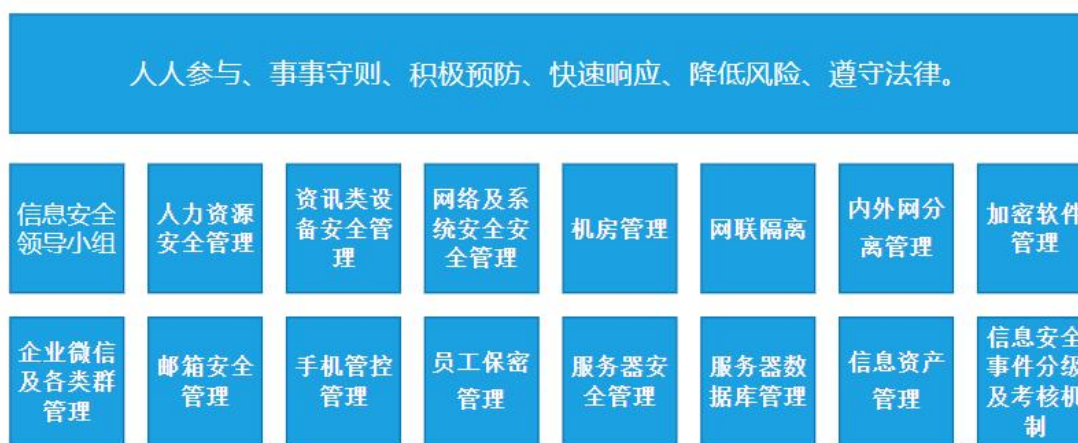 人人参与、事事守则、积极预防、快速响应、降低风险、遵守法律。
信息安全
领导小组
人力资源
安全管理
资讯类设
备安全管
理
网络及系
统安全安
全管理
机房管理
网联隔离
内外网分
离管理
加密软件
管理
企业微信
及各类群
管理
邮箱安全
管理
手机管控
管理
员工保密
管理
服务器安
全管理
服务器数
据库管理
信息资产
管理
信息安全
事件分级
及考核机
制